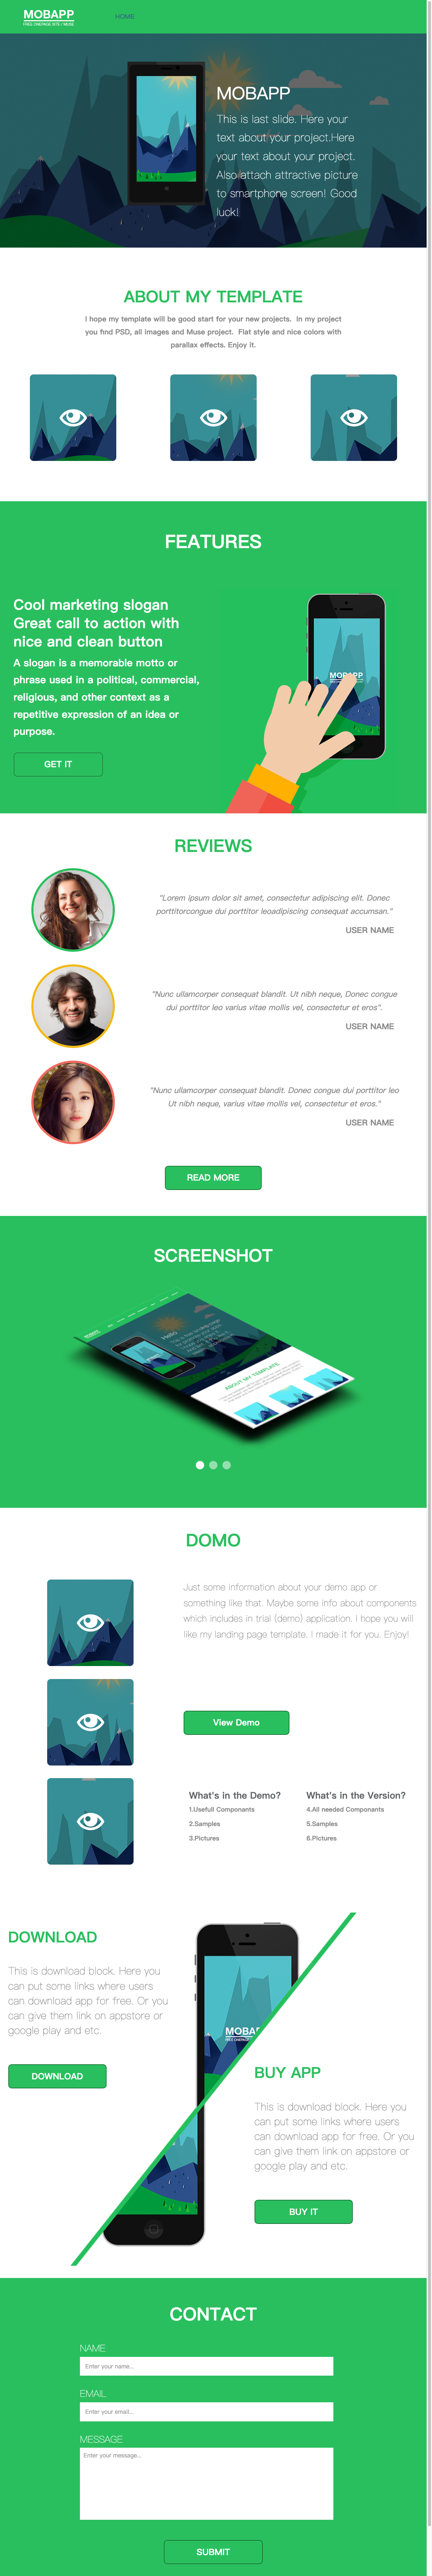 MOBAPP
FREE ONEPAGE SITE / MUSE
HOME
MOBAPP
This is last slide. Here your
text about your project.Here
your text about your project.
Also attach attractive picture
to smartphone screen! Good
luck!
ABOUT MY TEMPLATE
I hope my template will be good start for your new projects. In my project
you find PSD, all images and Muse project. Flat style and nice colors with
parallax effects. Enjoy it.
FEATURES
Cool marketing slogan
Great call to action with
nice and clean button
A slogan is a memorable motto or
phrase used in a political, commercial,
religious, and other context as a
repetitive expression of an idea or
purpose.
GET IT
MOBAPP
REVIEWS
"Lorem ipsum dolor sit amet, consectetur adipiscing elit. Donec
porttitorcongue dui porttitor leoadipiscing consequat accumsan."
USER NAME
"Nunc ullamcorper consequat blandit. Ut nibh neque, Donec congue
dui porttitor leo varius vitae mollis vel, consectetur et eros".
USER NAME
"Nunc ullamcorper consequat blandit. Donec congue dui porttitor leo
Ut nibh neque, varius vitae mollis vel, consectetur et eros."
USER NAME
READ MORE
SCREENSHOT
Hello
ABOUT MY TEMPLATE
DOMO
Just some information about your demo app or
something like that. Maybe some info about components
which includes in trial (demo) application. I hope you will
like my landing page template. I made it for you. Enjoy!
View Demo
What's in the Demo?
1.Usefull Componants
2.Samples
3.Pictures
What's in the Version?
4.All needed Componants
5.Samples
6.Pictures
DOWNLOAD
This is download block. Here you
can put some links where users
can download app for free. Or you
can give them link on appstore or
google play and etc.
DOWNLOAD
MOBAPP
BUY APP
This is download block. Here you
can put some links where users
can download app for free. Or you
can give them link on appstore or
google play and etc.
BUY IT
CONTACT
NAME
Enter your name...
EMAIL
Enter your email...
MESSAGE
Enter your message...
SUBMIT